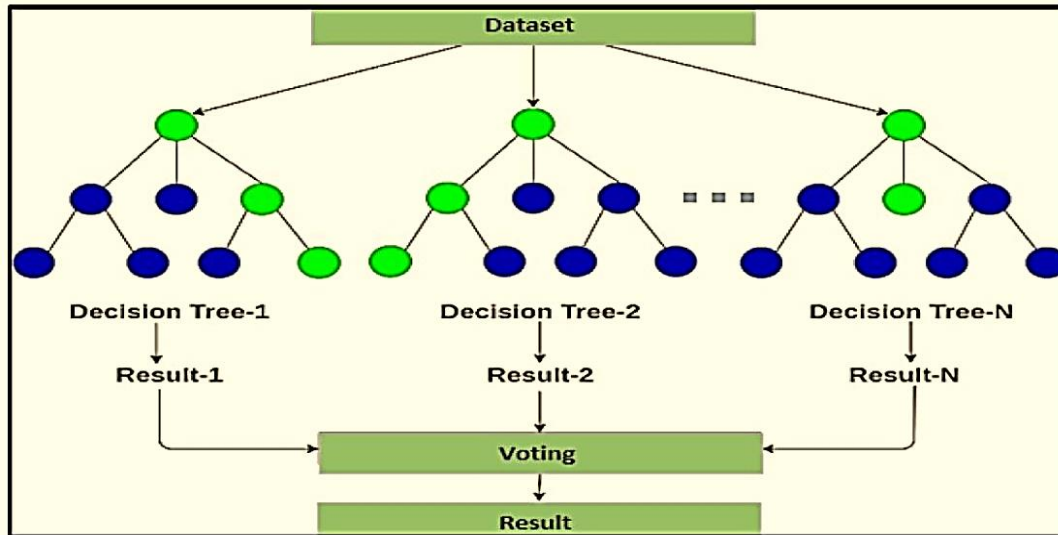 Dataset
Decision Tree-1
Decision Tree-2
Decision Tree-N
Result-1
Result-2
Result-N
Voting
Result